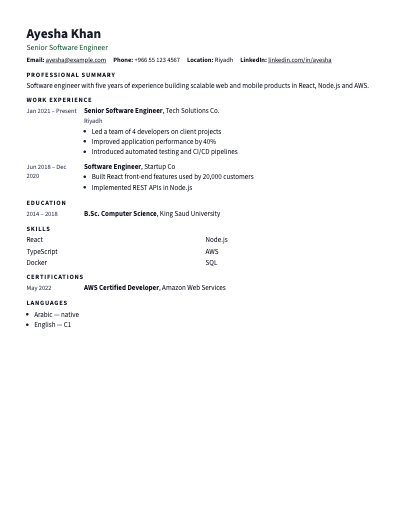 Ayesha Khan
Senior Software Engineer
Email: ayesha@example.com Phone: +966 55 123 4567 Location: Riyadh LinkedIn: linkedin.com/in/ayesha
PROFESSIONAL SUMMARY
Software engineer with five years of experience building scalable web and mobile products in React, Node.js and AWS.
WORK EXPERIENCE
Jan 2021 – Present Senior Software Engineer, Tech Solutions Co.
Riyadh
• Led a team of 4 developers on client projects
• Improved application performance by 40%
• Introduced automated testing and CI/CD pipelines
Jun 2018 – Dec 2020 Software Engineer, Startup Co
• Built React front-end features used by 20,000 customers
• Implemented REST APIs in Node.js
EDUCATION
2014 – 2018 B.Sc. Computer Science, King Saud University
SKILLS
React Node.js
TypeScript AWS
Docker SQL
CERTIFICATIONS
May 2022 AWS Certified Developer, Amazon Web Services
LANGUAGES
• Arabic — native
• English — C1